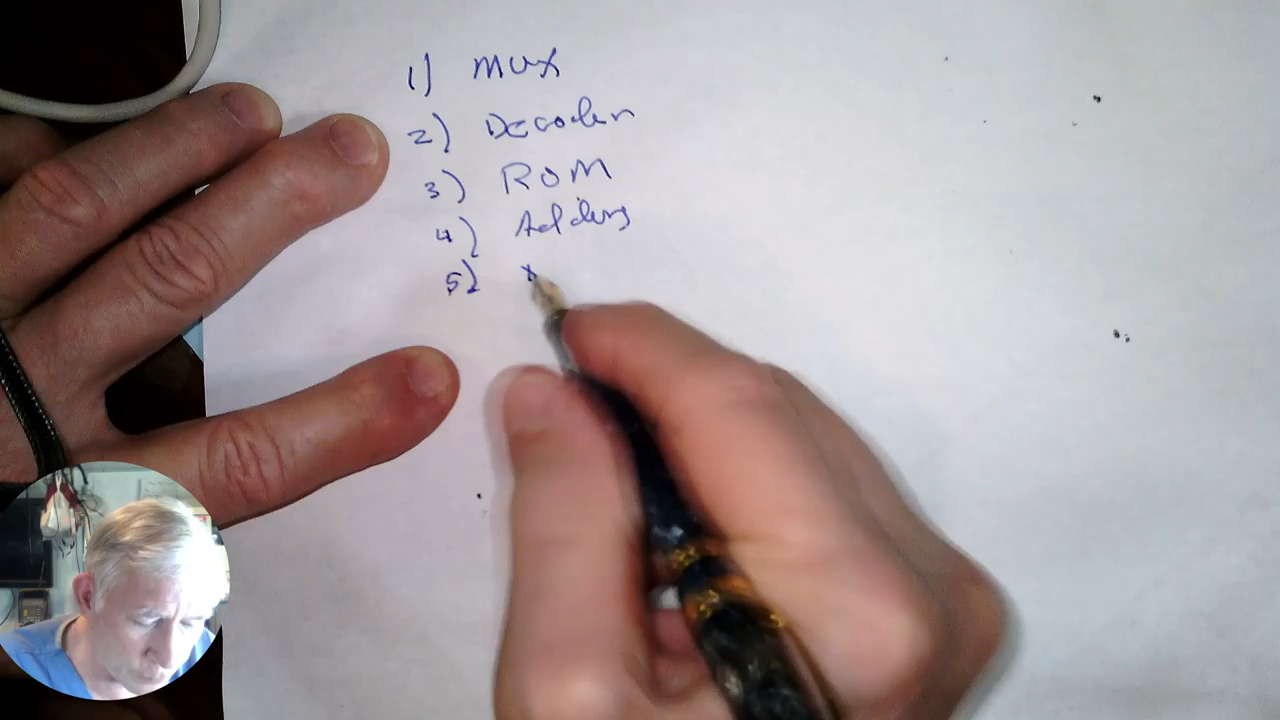 1) MUX
2) Decoder
3) ROM
4) Adders
5) x